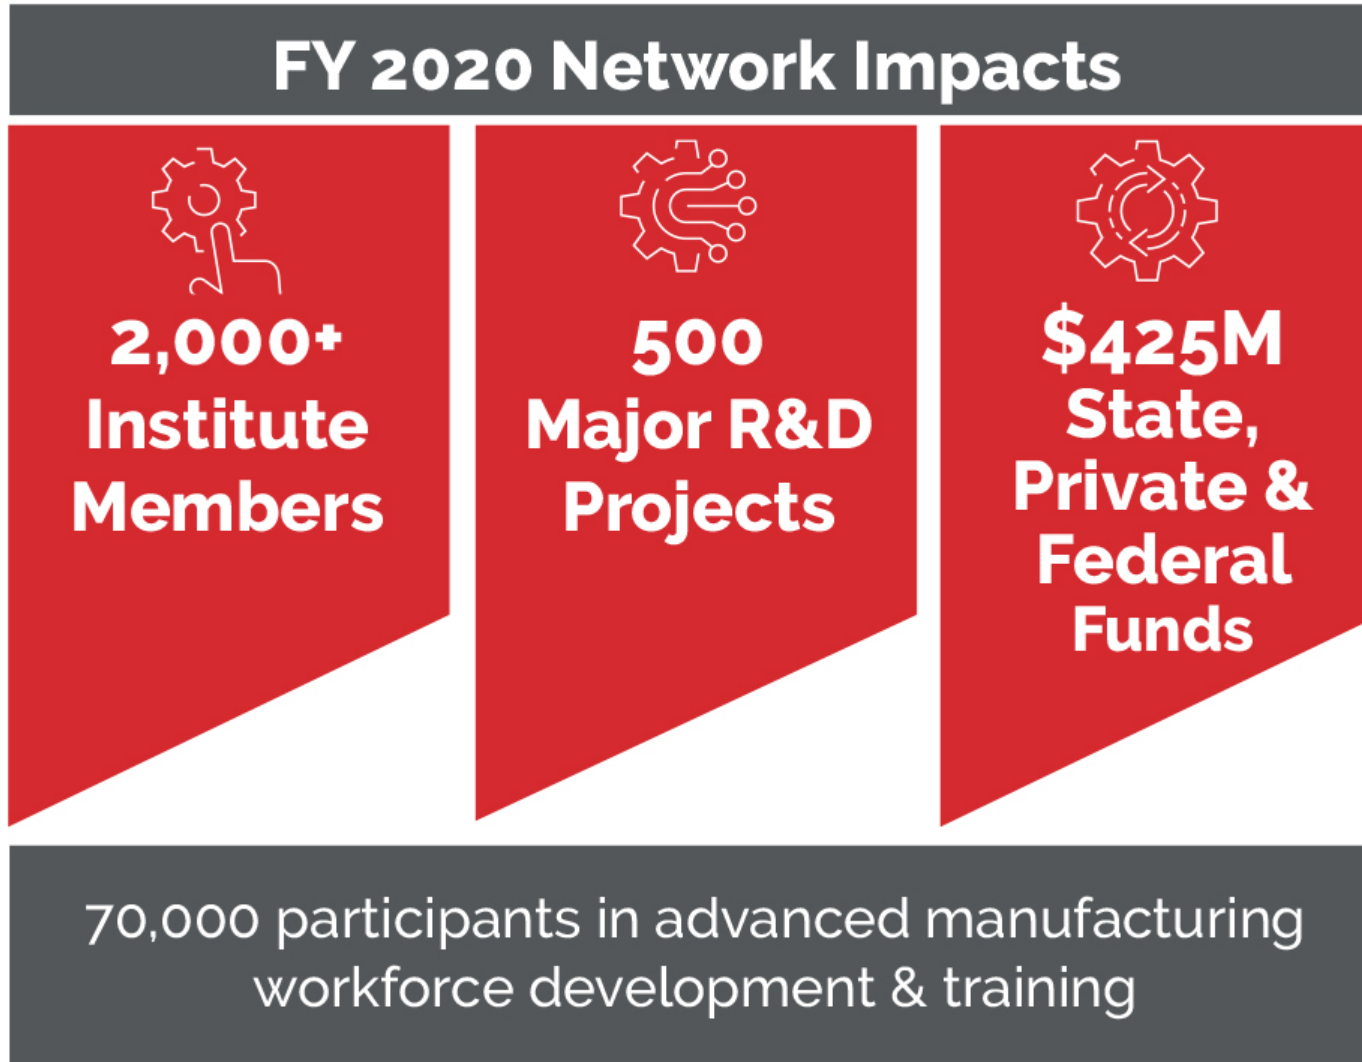 FY 2020 Network Impacts
2,000+
Institute
Members
500
Major R&D
Projects
$425M
State,
Private &
Federal
Funds
70,000 participants in advanced manufacturing
workforce development & training